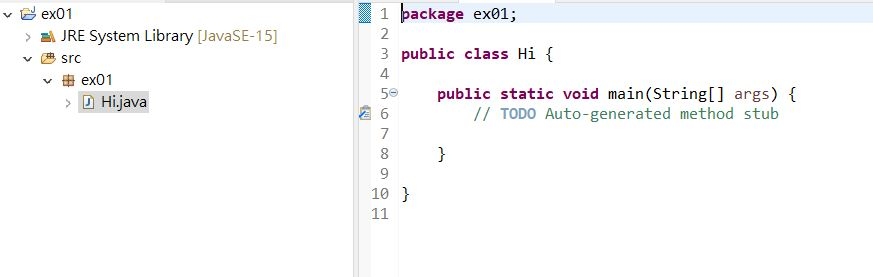 ex01
JRE System Library [JavaSE-15]
src
ex01
Hi.java
1 package ex01;
2
3 public class Hi {
4
5     public static void main(String[] args) {
6         // TODO Auto-generated method stub
7
8     }
9
10 }
11